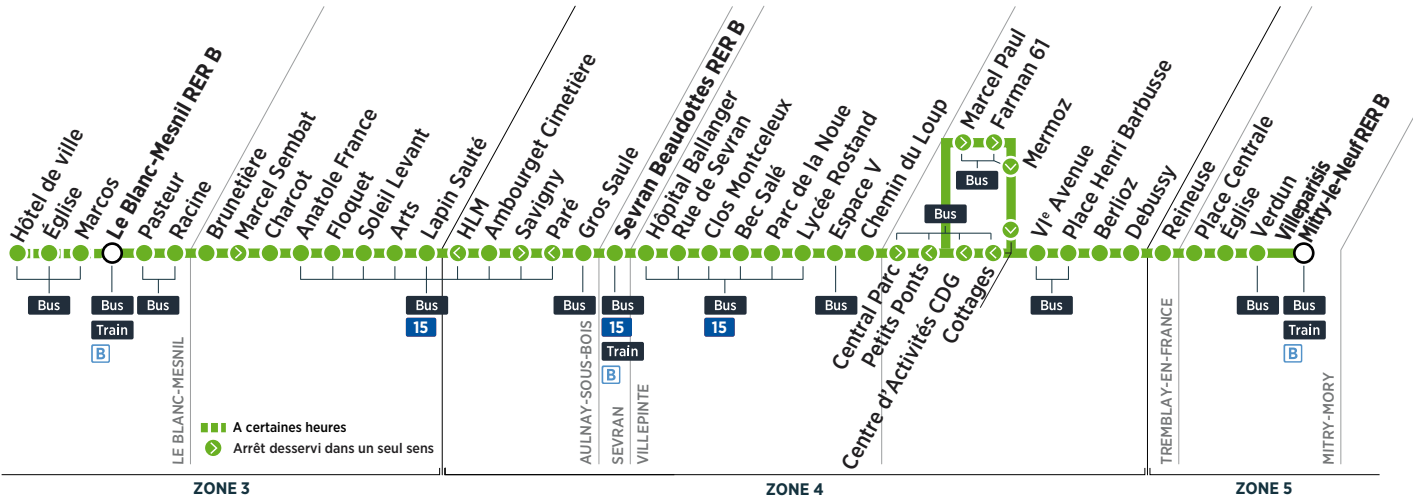 Hôtel de ville
Église
Marcos
Le Blanc-Mesnil RER B
Pasteur
Racine
Brunetière
Marcel Sembat
Charcot
Anatole France
Floquet
Soleil Levant
Arts
Lapin Sauté
HLM
Ambourget Cimetière
Savigny
Paré
Gros Saule
Sevran Beaudottes RER B
Hôpital Ballanger
Rue de Sevran
Clos Montceleux
Bec Salé
Parc de la Noue
Lycée Rostand
Espace V
Chemin du Loup
Central Parc
Petits Ponts
Centre d'Activités CDG
Cottages
Marcel Paul
Farman 61
Mermoz
VIe Avenue
Place Henri Barbusse
Berlioz
Debussy
Reineuse
Place Centrale
Église
Verdun
Villeparisis
Mitry-le-Neuf RER B
Bus
Bus
Train
B
Bus
Bus
15
Bus
Bus
15
Train
B
Bus
15
Bus
Bus
Bus
Bus
Bus
Bus
Train
B
LE BLANC-MESNIL
AULNAY-SOUS-BOIS
SEVRAN
VILLEPINTE
TREMBLAY-EN-FRANCE
MITRY-MORY
A certaines heures
Arrêt desservi dans un seul sens
ZONE 3
ZONE 4
ZONE 5